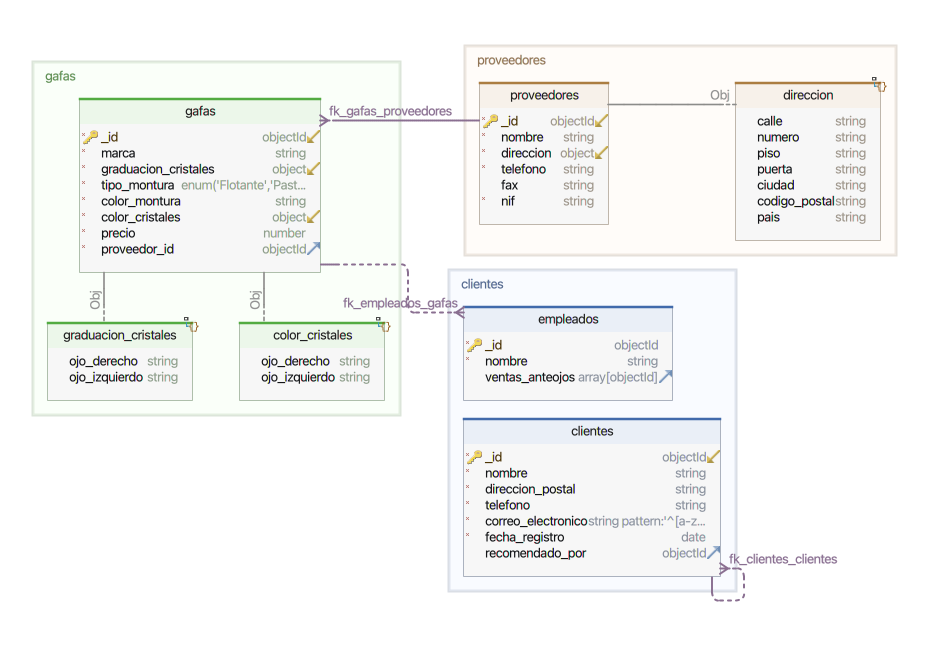 gafas
gafas
_id objectId
marca string
graduacion_cristales object
tipo_montura enum('Flotante','Past...
color_montura string
color_cristales object
precio number
proveedor_id objectId
fk_gafas_proveedores
Obj
Obj
graduacion_cristales
ojo_derecho string
ojo_izquierdo string
color_cristales
ojo_derecho string
ojo_izquierdo string
proveedores
proveedores
_id objectId
nombre string
direccion object
telefono string
fax string
nif string
Obj
direccion
calle string
numero string
piso string
puerta string
ciudad string
codigo_postal string
pais string
clientes
fk_empleados_gafas
empleados
_id objectId
nombre string
ventas_anteojos array[objectId]
clientes
_id objectId
nombre string
direccion_postal string
telefono string
correo_electronico string pattern:'^[a-z...
fecha_registro date
recomendado_por objectId
fk_clientes_clientes